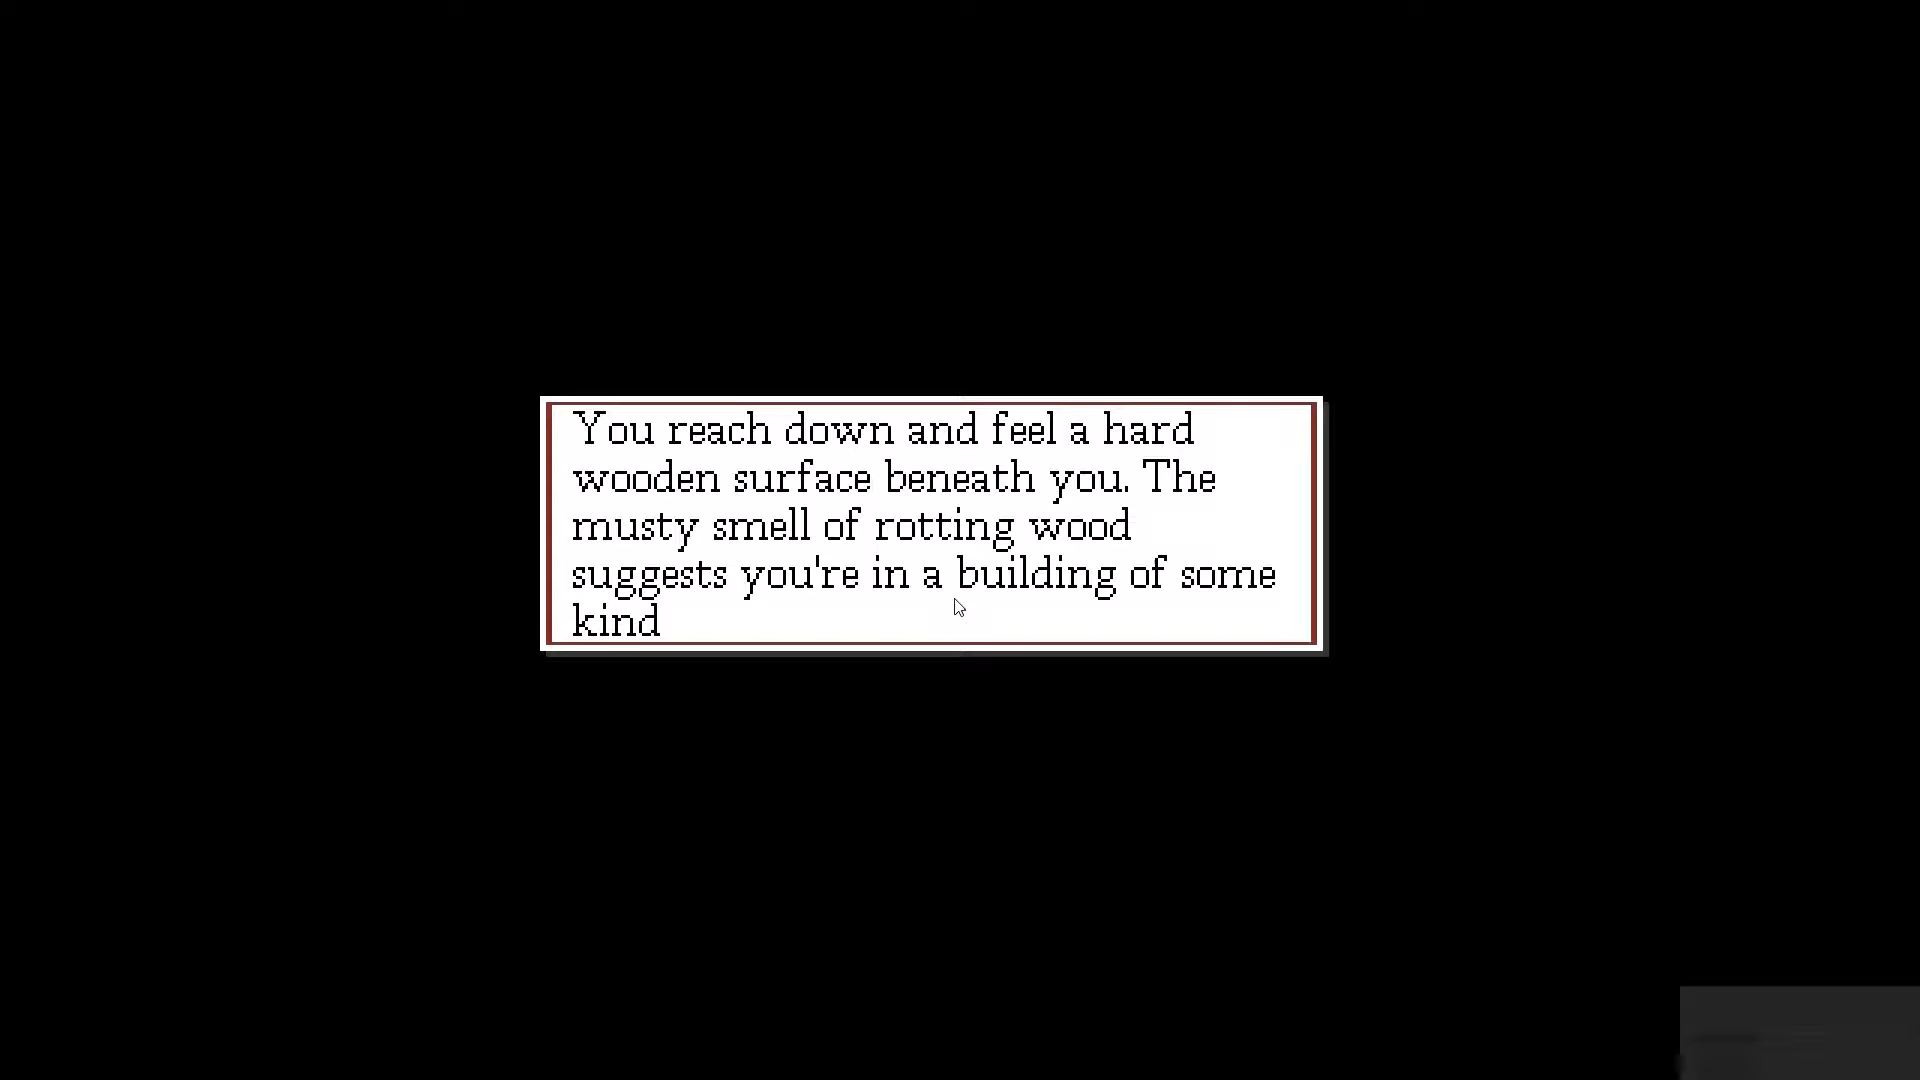 You reach down and feel a hard
wooden surface beneath you. The
musty smell of rotting wood
suggests you're in a building of some
kind